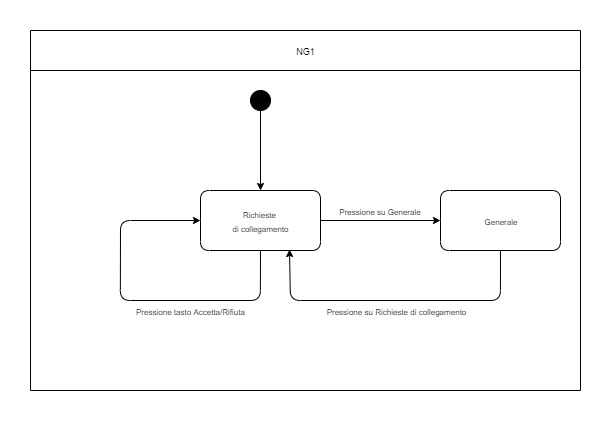 NG1
Richieste
di collegamento
Pressione su Generale
Generale
Pressione tasto Accetta/Rifiuta
Pressione su Richieste di collegamento